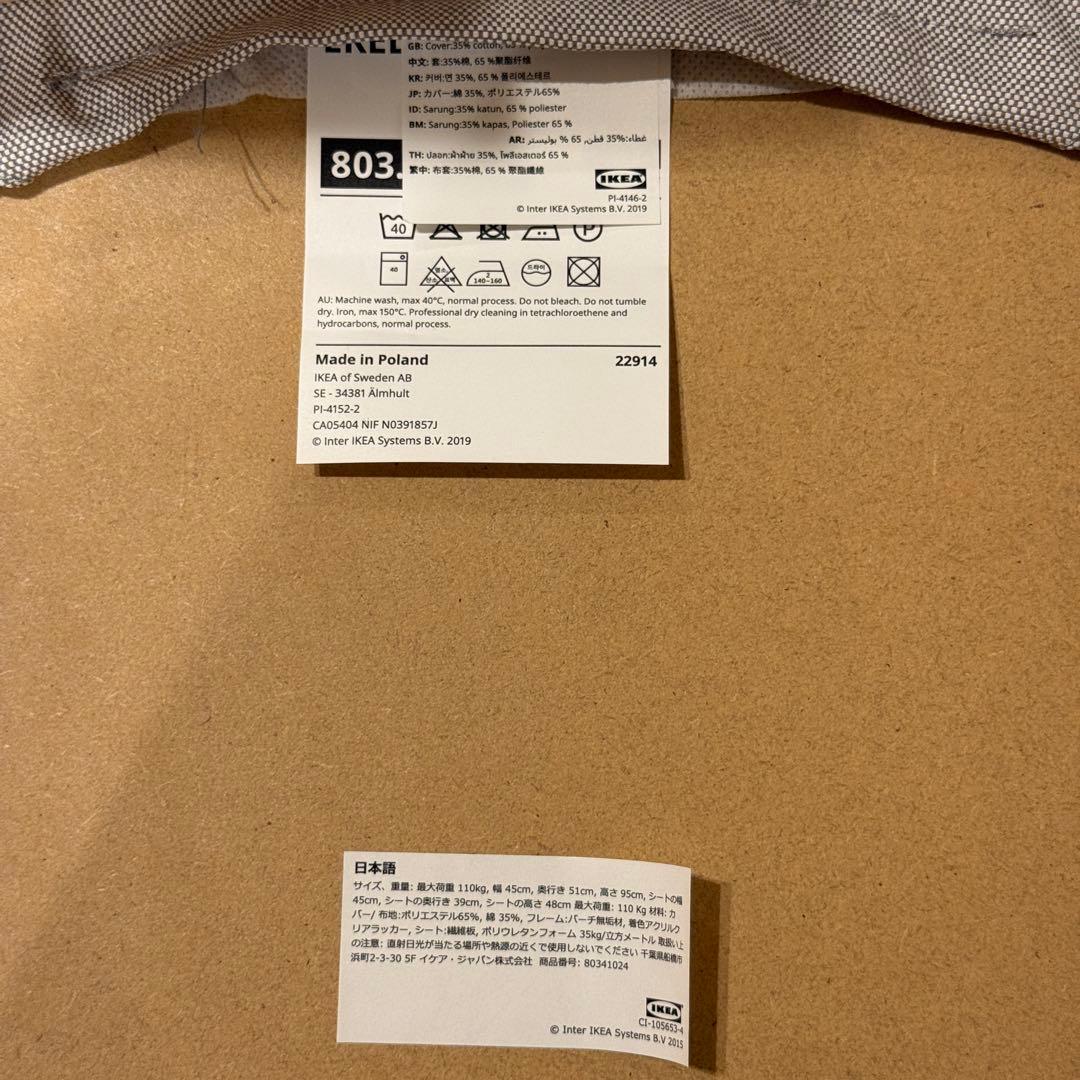 GB: Cover:35% cotton, 65 %
中文: 套:35%棉, 65 %聚酯纤维
KR: 커버:면 35%, 65 % 폴리에스테르
JP: カバー:綿 35%, ポリエステル65%
ID: Sarung:35% katun, 65 % poliester
BM: Sarung:35% kapas, Poliester 65 %
AR: غطاء:35% قطن, 65 % بوليستر
TH: ปลอก:ผ้าฝ้าย 35%, โพลีเอสเตอร์ 65 %
繁中: 布套:35%棉, 65 % 聚酯纖維
IKEA
PI-4146-2
© Inter IKEA Systems B.V. 2019
803.
40
P
40
염소
산소 표백
2
140~160
드라이
AU: Machine wash, max 40°C, normal process. Do not bleach. Do not tumble
dry. Iron, max 150°C. Professional dry cleaning in tetrachloroethene and
hydrocarbons, normal process.
Made in Poland 22914
IKEA of Sweden AB
SE - 34381 Älmhult
PI-4152-2
CA05404 NIF N0391857J
© Inter IKEA Systems B.V. 2019
日本語
サイズ、重量: 最大荷重 110kg, 幅 45cm, 奥行き 51cm, 高さ 95cm, シートの幅
45cm, シートの奥行き 39cm, シートの高さ 48cm 最大荷重: 110 Kg 材料: カ
バー/ 布地:ポリエステル65%, 綿 35%, フレーム:バーチ無垢材, 着色アクリルク
リアラッカー, シート:繊維板, ポリウレタンフォーム 35kg/立方メートル 取扱い上
の注意: 直射日光が当たる場所や熱源の近くで使用しないでください 千葉県船橋市
浜町2-3-30 5F イケア・ジャパン株式会社 商品番号: 80341024
IKEA
CI-105653-4
© Inter IKEA Systems B.V 2015